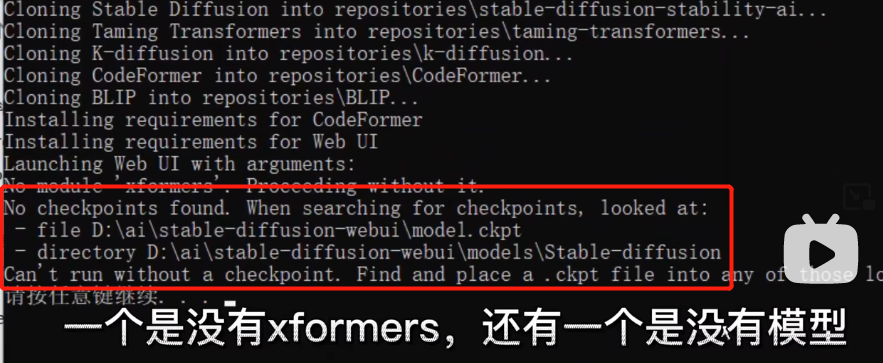 Cloning Stable Diffusion into repositories\stable-diffusion-stability-ai...
Cloning Taming Transformers into repositories\taming-transformers...
Cloning K-diffusion into repositories\k-diffusion...
Cloning CodeFormer into repositories\CodeFormer...
Cloning BLIP into repositories\BLIP...
Installing requirements for CodeFormer
Installing requirements for Web UI
Launching Web UI with arguments:
No module 'xformers'. Proceeding without it.
No checkpoints found. When searching for checkpoints, looked at:
- file D:\ai\stable-diffusion-webui\model.ckpt
- directory D:\ai\stable-diffusion-webui\models\Stable-diffusion
Can't run without a checkpoint. Find and place a .ckpt file into any of those lo
请按任意键继续. . .
一个是没有xformers，还有一个是没有模型